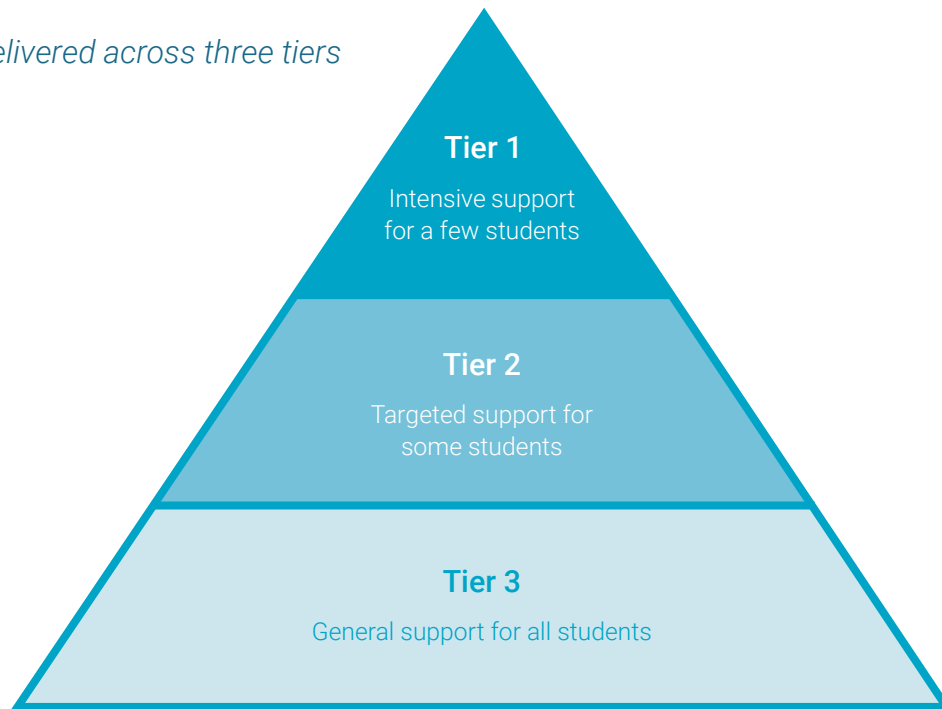 elivered across three tiers
Tier 1
Intensive support
for a few students
Tier 2
Targeted support for
some students
Tier 3
General support for all students